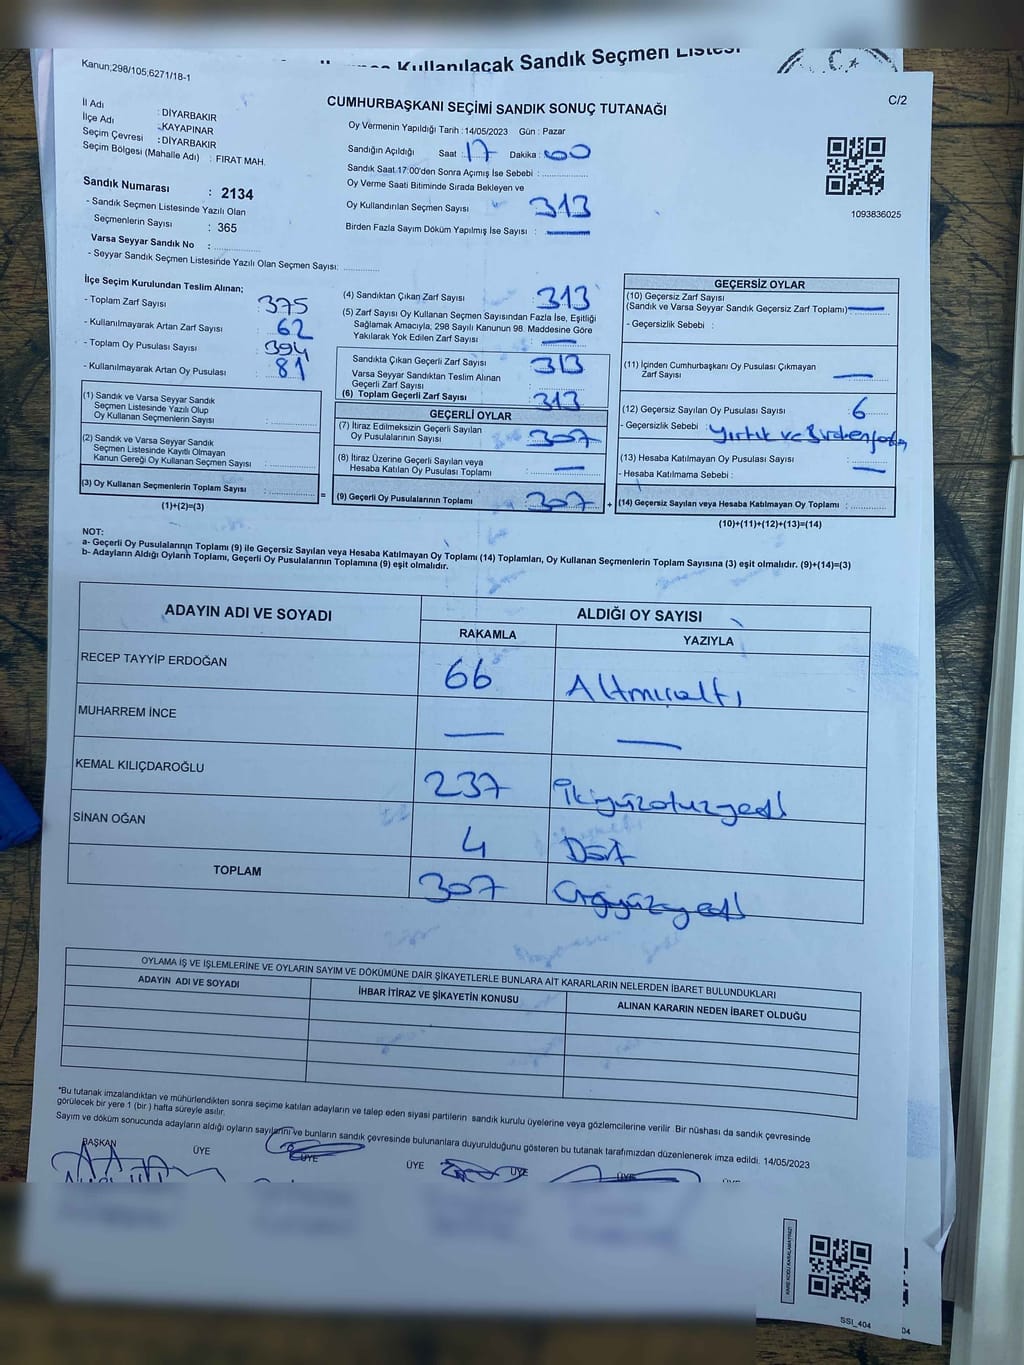 Kullanılacak Sandık Seçmen Listesi
Kanun;298/105,6271/18-1
C/2
CUMHURBAŞKANI SEÇİMİ SANDIK SONUÇ TUTANAĞI
İl Adı : DİYARBAKIR
İlçe Adı : KAYAPINAR
Seçim Çevresi : DİYARBAKIR
Seçim Bölgesi (Mahalle Adı) : FIRAT MAH.
Oy Vermenin Yapıldığı Tarih :14/05/2023 Gün : Pazar
Sandığın Açıldığı Saat : 17 Dakika : 00
Sandık Saat 17:00'den Sonra Açımış İse Sebebi :
Oy Verme Saati Bitiminde Sırada Bekleyen ve
Oy Kullandırılan Seçmen Sayısı 313
Birden Fazla Sayım Döküm Yapılmış İse Sayısı : —
1093836025
Sandık Numarası : 2134
- Sandık Seçmen Listesinde Yazılı Olan
Seçmenlerin Sayısı : 365
Varsa Seyyar Sandık No :
- Seyyar Sandık Seçmen Listesinde Yazılı Olan Seçmen Sayısı:
İlçe Seçim Kurulundan Teslim Alınan;
- Toplam Zarf Sayısı 375
- Kullanılmayarak Artan Zarf Sayısı : 62
- Toplam Oy Pusulası Sayısı 394
- Kullanılmayarak Artan Oy Pusulası : 81
(1) Sandık ve Varsa Seyyar Sandık
Seçmen Listesinde Yazılı Olup
Oy Kullanan Seçmenlerin Sayısı :
(2) Sandık ve Varsa Seyyar Sandık
Seçmen Listesinde Kayıtlı Olmayan
Kanun Gereği Oy Kullanan Seçmen Sayısı :
(3) Oy Kullanan Seçmenlerin Toplam Sayısı :
(1)+(2)=(3)
=
(4) Sandıktan Çıkan Zarf Sayısı : 313
(5) Zarf Sayısı Oy Kullanan Seçmen Sayısından Fazla İse, Eşitliği
Sağlamak Amacıyla; 298 Sayılı Kanunun 98. Maddesine Göre
Yakılarak Yok Edilen Zarf Sayısı : —
Sandıkta Çıkan Geçerli Zarf Sayısı : 313
Varsa Seyyar Sandıktan Teslim Alınan
Geçerli Zarf Sayısı :
(6) Toplam Geçerli Zarf Sayısı : 313
GEÇERLİ OYLAR
(7) İtiraz Edilmeksizin Geçerli Sayılan
Oy Pusulalarının Sayısı : 307
(8) İtiraz Üzerine Geçerli Sayılan veya
Hesaba Katılan Oy Pusulası Toplamı : —
(9) Geçerli Oy Pusulalarının Toplamı : 307
+
GEÇERSİZ OYLAR
(10) Geçersiz Zarf Sayısı
(Sandık ve Varsa Seyyar Sandık Geçersiz Zarf Toplamı) —
- Geçersizlik Sebebi :
(11) İçinden Cumhurbaşkanı Oy Pusulası Çıkmayan
Zarf Sayısı —
(12) Geçersiz Sayılan Oy Pusulası Sayısı : 6
- Geçersizlik Sebebi : Yırtık ve Birden fazla
(13) Hesaba Katılmayan Oy Pusulası Sayısı : —
- Hesaba Katılmama Sebebi :
(14) Geçersiz Sayılan veya Hesaba Katılmayan Oy Toplamı :
(10)+(11)+(12)+(13)=(14)
NOT:
a- Geçerli Oy Pusulalarının Toplamı (9) ile Geçersiz Sayılan veya Hesaba Katılmayan Oy Toplamı (14) Toplamları, Oy Kullanan Seçmenlerin Toplam Sayısına (3) eşit olmalıdır. (9)+(14)=(3)
b- Adayların Aldığı Oyların Toplamı, Geçerli Oy Pusulalarının Toplamına (9) eşit olmalıdır.
ADAYIN ADI VE SOYADI ALDIĞI OY SAYISI
RAKAMLA YAZIYLA
RECEP TAYYİP ERDOĞAN 66 Altmışaltı
MUHARREM İNCE — —
KEMAL KILIÇDAROĞLU 237 İkiyüzotuzyedi
SİNAN OĞAN 4 Dört
TOPLAM 307 Üçyüzyedi
OYLAMA İŞ VE İŞLEMLERİNE VE OYLARIN SAYIM VE DÖKÜMÜNE DAİR ŞİKAYETLERLE BUNLARA AİT KARARLARIN NELERDEN İBARET BULUNDUKLARI
ADAYIN ADI VE SOYADI İHBAR İTİRAZ VE ŞİKAYETİN KONUSU ALINAN KARARIN NEDEN İBARET OLDUĞU
*Bu tutanak imzalandıktan ve mühürlendikten sonra seçime katılan adayların ve talep eden siyasi partilerin sandık kurulu üyelerine veya gözlemcilerine verilir. Bir nüshası da sandık çevresinde
görülecek bir yere 1 (bir ) hafta süreyle asılır.
Sayım ve döküm sonucunda adayların aldığı oyların sayılarını ve bunların sandık çevresinde bulunanlara duyurulduğunu gösteren bu tutanak tarafımızdan düzenlenerek imza edildi. 14/05/2023
BAŞKAN ÜYE ÜYE ÜYE ÜYE ÜYE
SSİ_404
04